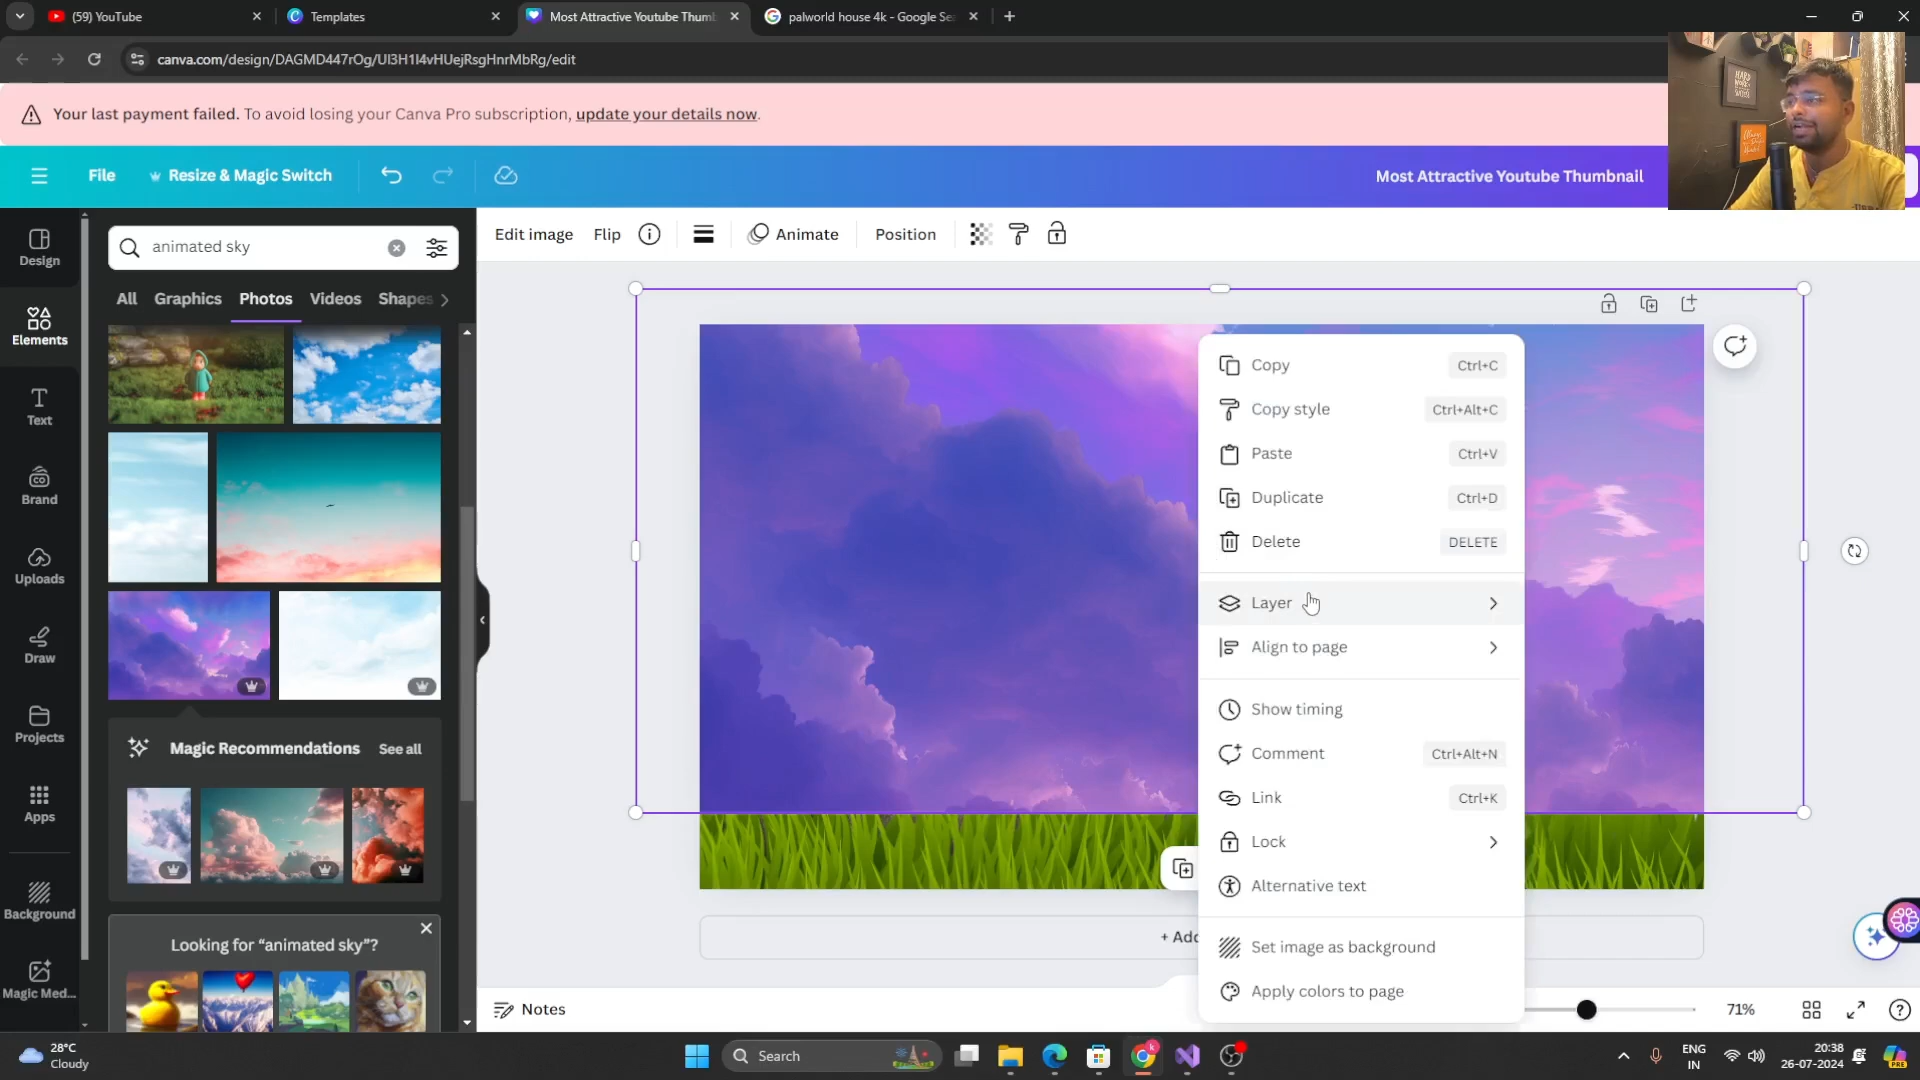 (59) YouTube
Templates
Most Attractive Youtube Thum
palworld house 4k - Google Se
canva.com/design/DAGMD447rOg/UI3H1I4vHUejRsgHnrMbRg/edit
Your last payment failed. To avoid losing your Canva Pro subscription, update your details now.
File
Resize & Magic Switch
Most Attractive Youtube Thumbnail
HARD
WORK
Design
Elements
Text
Brand
Uploads
Draw
Projects
Apps
Background
Magic Med...
animated sky
All
Graphics
Photos
Videos
Shapes
Magic Recommendations
See all
Looking for “animated sky”?
Edit image
Flip
Animate
Position
Copy
Ctrl+C
Copy style
Ctrl+Alt+C
Paste
Ctrl+V
Duplicate
Ctrl+D
Delete
DELETE
Layer
Align to page
Show timing
Comment
Ctrl+Alt+N
Link
Ctrl+K
Lock
Alternative text
Set image as background
Apply colors to page
+ Add
Notes
71%
28°C
Cloudy
Search
ENG
IN
20:38
26-07-2024
PRE